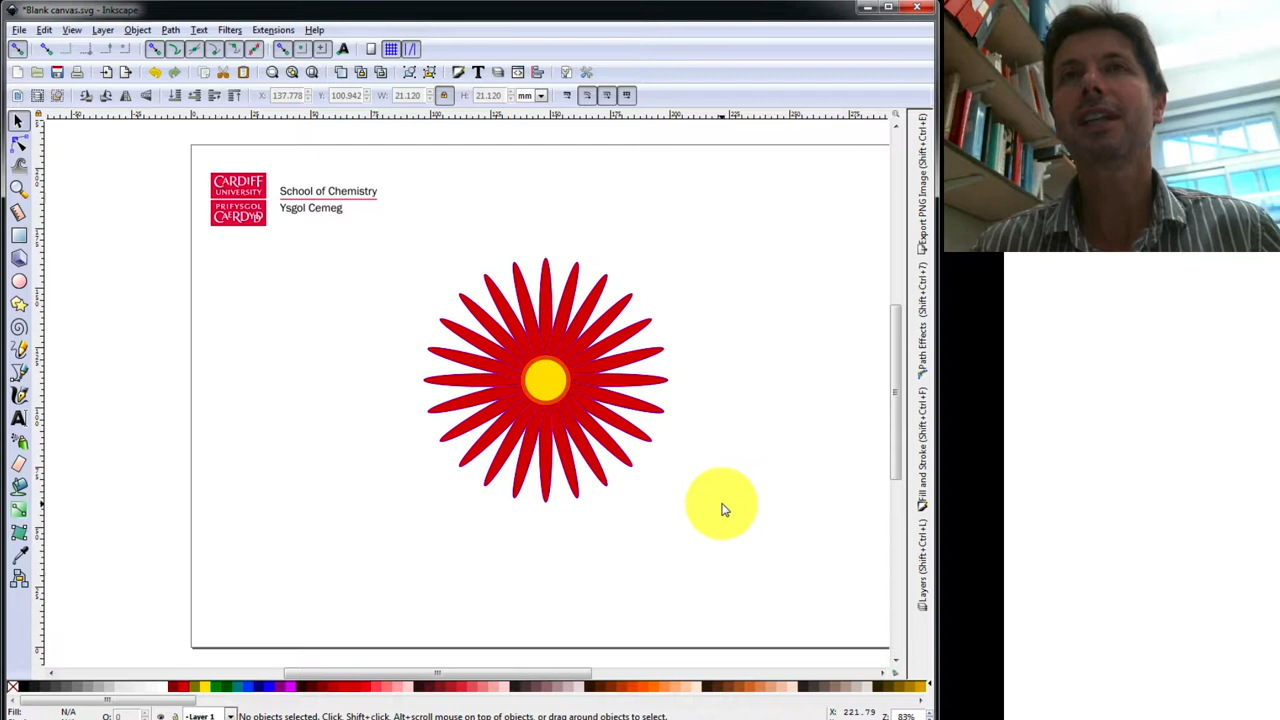 *Blank canvas.svg - Inkscape
File Edit View Layer Object Path Text Filters Extensions Help
X: 137.778 Y: 100.942 W: 21.120 H: 21.120 mm
CARDIFF
UNIVERSITY
PRIFYSGOL
CAERDYDD
School of Chemistry
Ysgol Cemeg
Export PNG Image (Shift+Ctrl+E)
Path Effects (Shift+Ctrl+7)
Fill and Stroke (Shift+Ctrl+F)
Layers (Shift+Ctrl+L)
Fill: N/A
N/A O: 0 Layer 1 No objects selected. Click, Shift+click, Alt+scroll mouse on top of objects, or drag around objects to select.
X: 221.79
Z: 83%